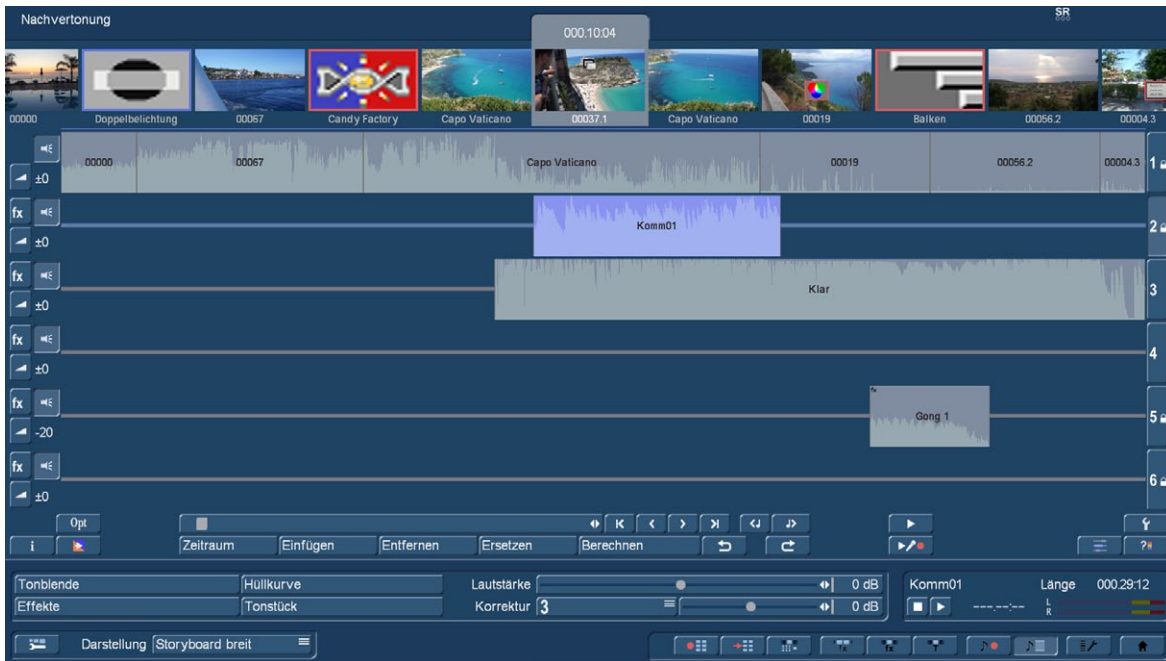 Nachvertonung
SR
000.10:04
00000 Doppelbelichtung 00067 Candy Factory Capo Vaticano 00037.1 Capo Vaticano 00019 Balken 00056.2 00004.3
00000 00067 Capo Vaticano 00019 00056.2 00004.3 1
±0
fx
Komm01 2
±0
fx
Klar 3
±0
fx
4
±0
fx
Gong 1 5
-20
fx
6
±0
Opt
i Zeitraum Einfügen Entfernen Ersetzen Berechnen
Tonblende Hüllkurve Lautstärke 0 dB Komm01 Länge 000.29:12
Effekte Tonstück Korrektur 3 0 dB ---.--:-- L R
Darstellung Storyboard breit